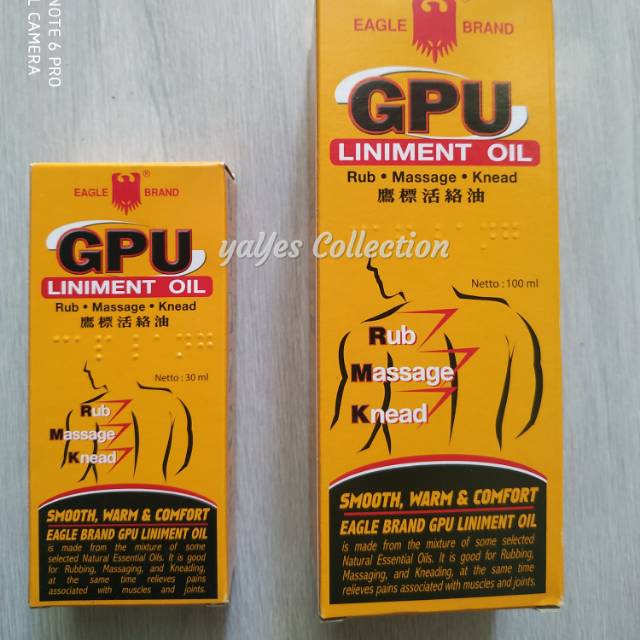 NOTE 6 PRO
L CAMERA
EAGLE BRAND
®
GPU
LINIMENT OIL
Rub • Massage • Knead
鷹標活絡油
Netto : 30 ml
Rub
Massage
Knead
SMOOTH, WARM & COMFORT
EAGLE BRAND GPU LINIMENT OIL
is made from the mixture of some
selected Natural Essential Oils. It is good
for Rubbing, Massaging, and Kneading,
at the same time relieves pains
associated with muscles and joints.
EAGLE BRAND
®
GPU
LINIMENT OIL
Rub • Massage • Knead
鷹標活絡油
Netto : 100 ml
Rub
Massage
Knead
SMOOTH, WARM & COMFORT
EAGLE BRAND GPU LINIMENT OIL
is made from the mixture of some
selected Natural Essential Oils. It is good
for Rubbing, Massaging, and Kneading,
at the same time
relieves pains associated with muscles and joints.
yaYes Collection